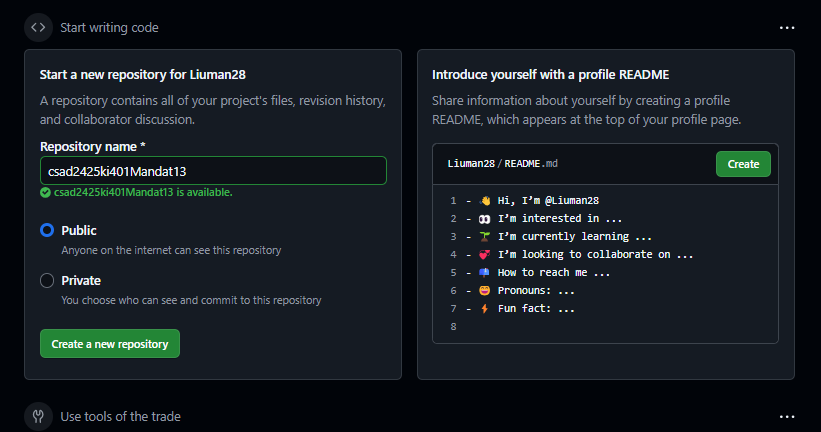 Start writing code
Start a new repository for Liuman28
A repository contains all of your project's files, revision history,
and collaborator discussion.
Repository name *
csad2425ki401Mandat13
csad2425ki401Mandat13 is available.
Public
Anyone on the internet can see this repository
Private
You choose who can see and commit to this repository
Create a new repository
Introduce yourself with a profile README
Share information about yourself by creating a profile
README, which appears at the top of your profile page.
Liuman28 / README.md
Create
1 - 👋 Hi, I’m @Liuman28
2 - 👀 I’m interested in ...
3 - 🌱 I’m currently learning ...
4 - 💞️ I’m looking to collaborate on ...
5 - 📫 How to reach me ...
6 - 😄 Pronouns: ...
7 - ⚡ Fun fact: ...
8
Use tools of the trade